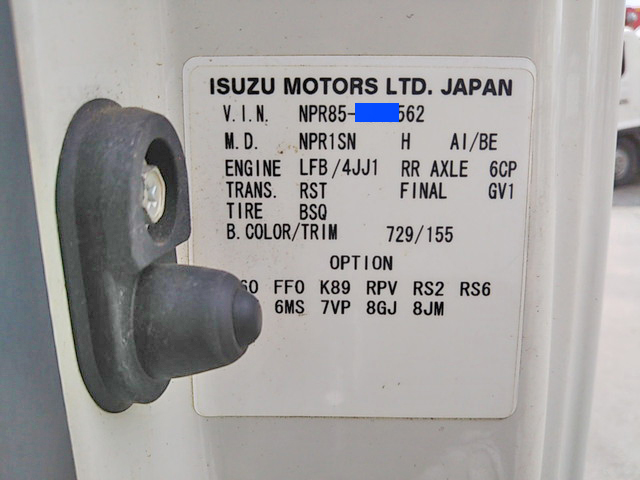 ISUZU MOTORS LTD. JAPAN
V.I.N. NPR85- 562
M.D. NPR1SN H AI/BE
ENGINE LFB/4JJ1 RR AXLE 6CP
TRANS. RST FINAL GV1
TIRE BSQ
B.COLOR/TRIM 729/155
OPTION
FF0 K89 RPV RS2 RS6
6MS 7VP 8GJ 8JM